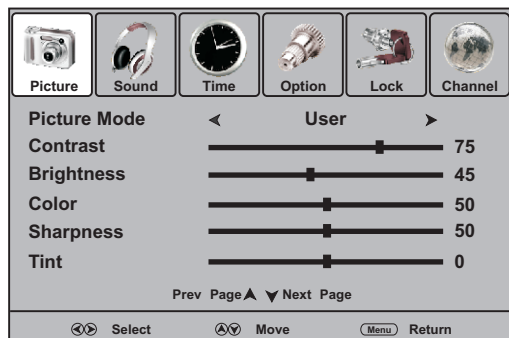 Picture Sound Time Option Lock Channel
Picture Mode User
Contrast 75
Brightness 45
Color 50
Sharpness 50
Tint 0
Prev Page Next Page
Select Move Menu Return